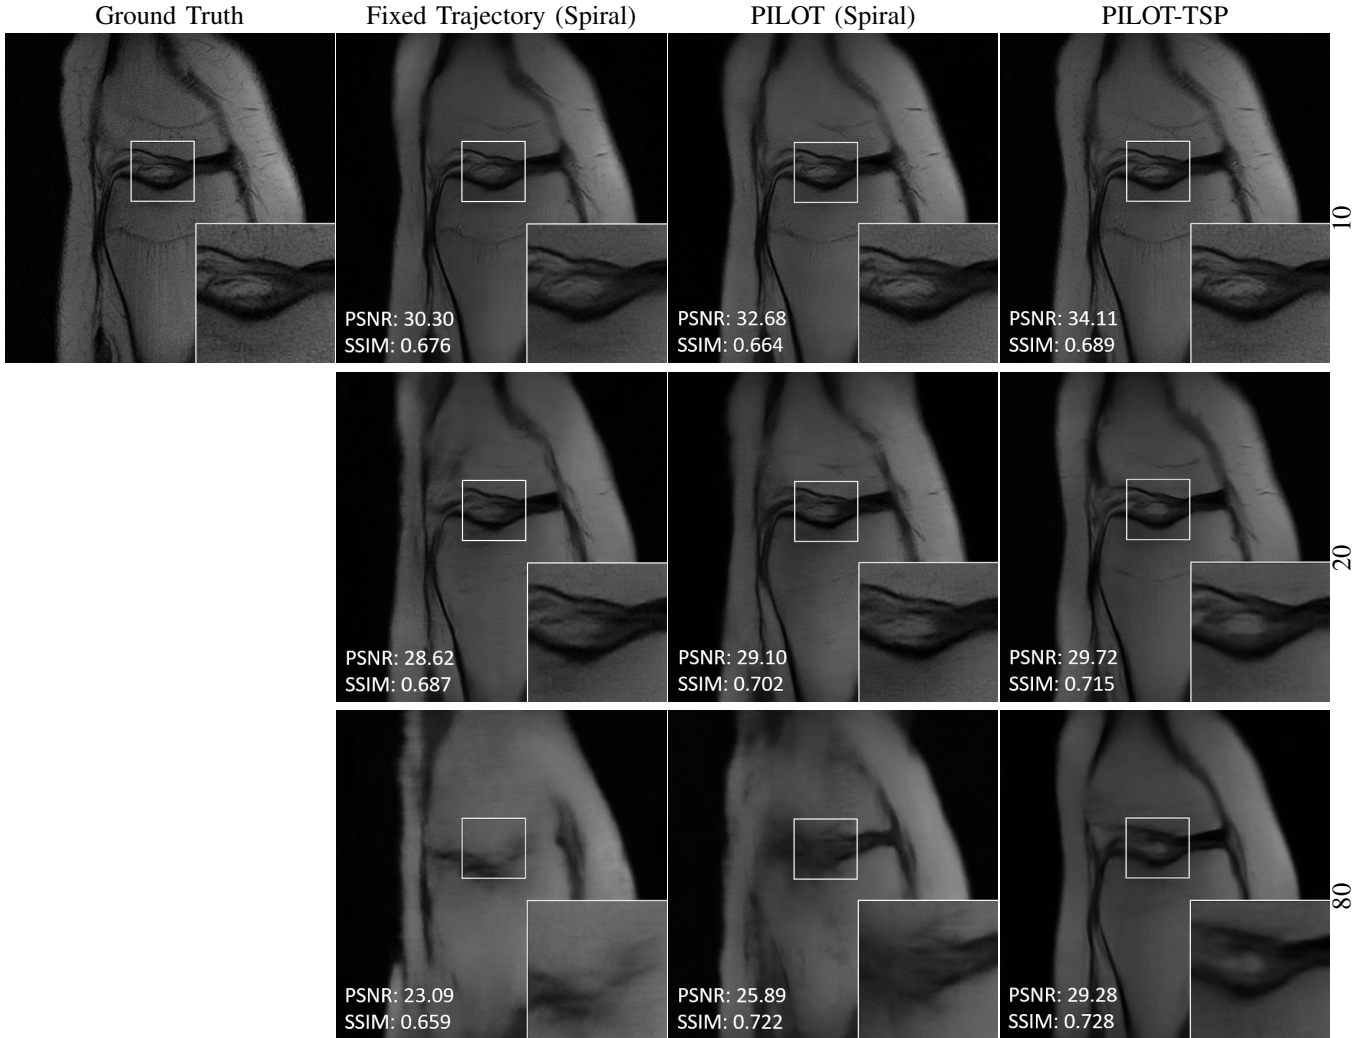 Ground Truth
Fixed Trajectory (Spiral)
PILOT (Spiral)
PILOT-TSP
PSNR: 30.30
SSIM: 0.676
PSNR: 32.68
SSIM: 0.664
PSNR: 34.11
SSIM: 0.689
10
PSNR: 28.62
SSIM: 0.687
PSNR: 29.10
SSIM: 0.702
PSNR: 29.72
SSIM: 0.715
20
PSNR: 23.09
SSIM: 0.659
PSNR: 25.89
SSIM: 0.722
PSNR: 29.28
SSIM: 0.728
80